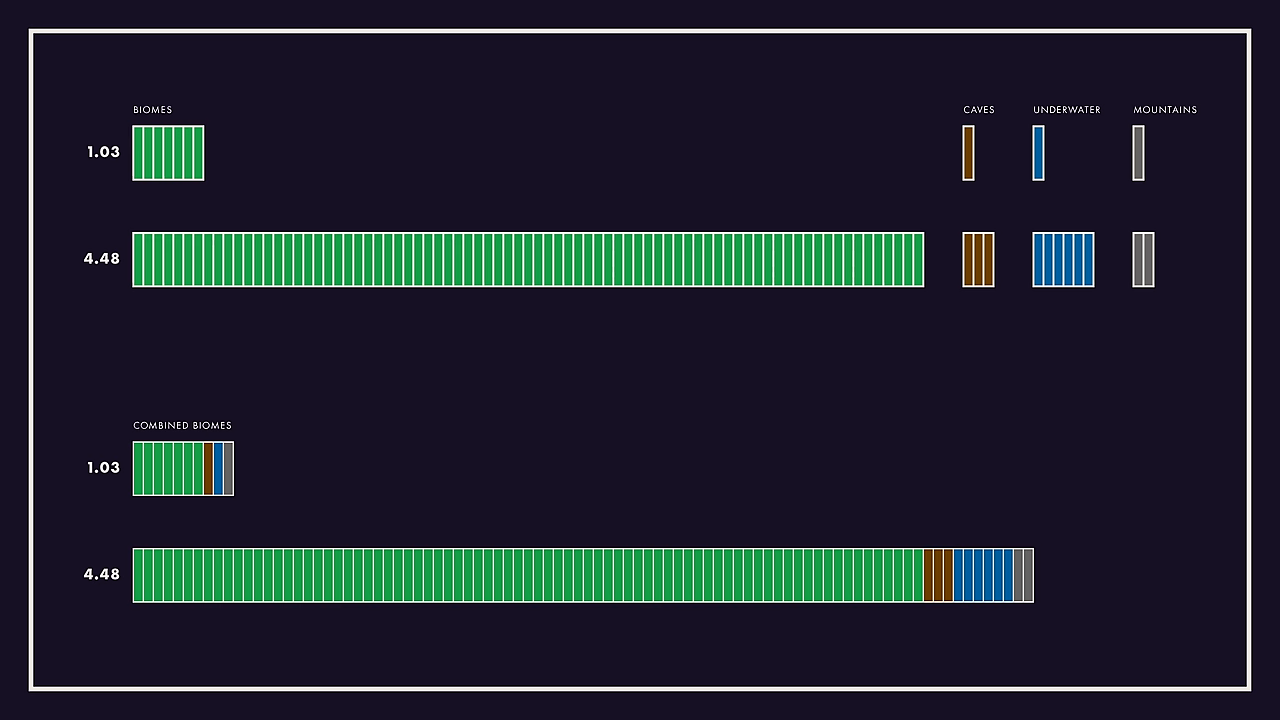 BIOMES CAVES UNDERWATER MOUNTAINS
1.03
4.48
COMBINED BIOMES
1.03
4.48